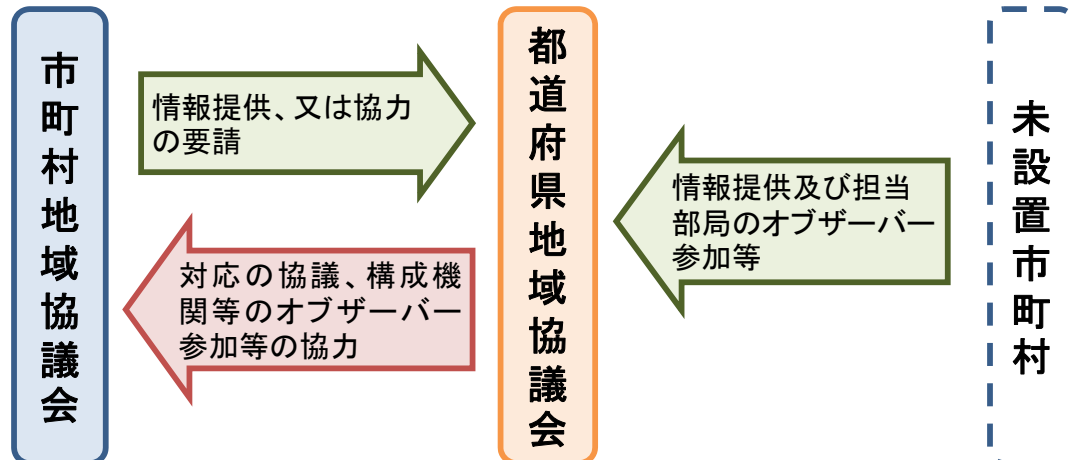 市町村地域協議会
情報提供、又は協力
の要請
対応の協議、構成機
関等のオブザーバー
参加等の協力
都道府県地域協議会
情報提供及び担当
部局のオブザーバー
参加等
未設置市町村